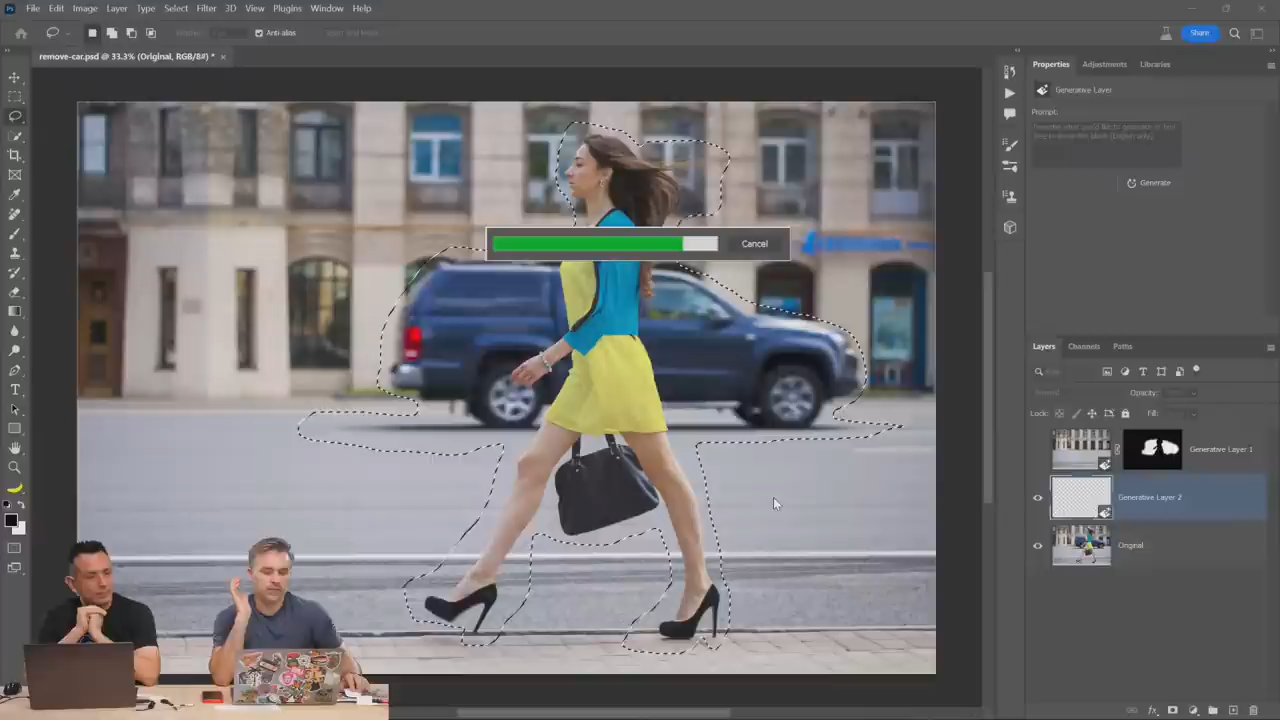 Ps File Edit Image Layer Type Select Filter 3D View Plugins Window Help
Anti-alias
Share
remove-car.psd @ 33.3% (Original, RGB/8#) * ×
Properties Adjustments Libraries
Generative Layer
Prompt:
Generate
Cancel
Layers Channels Paths
Opacity:
Lock: Fill:
Generative Layer 1
Generative Layer 2
Original